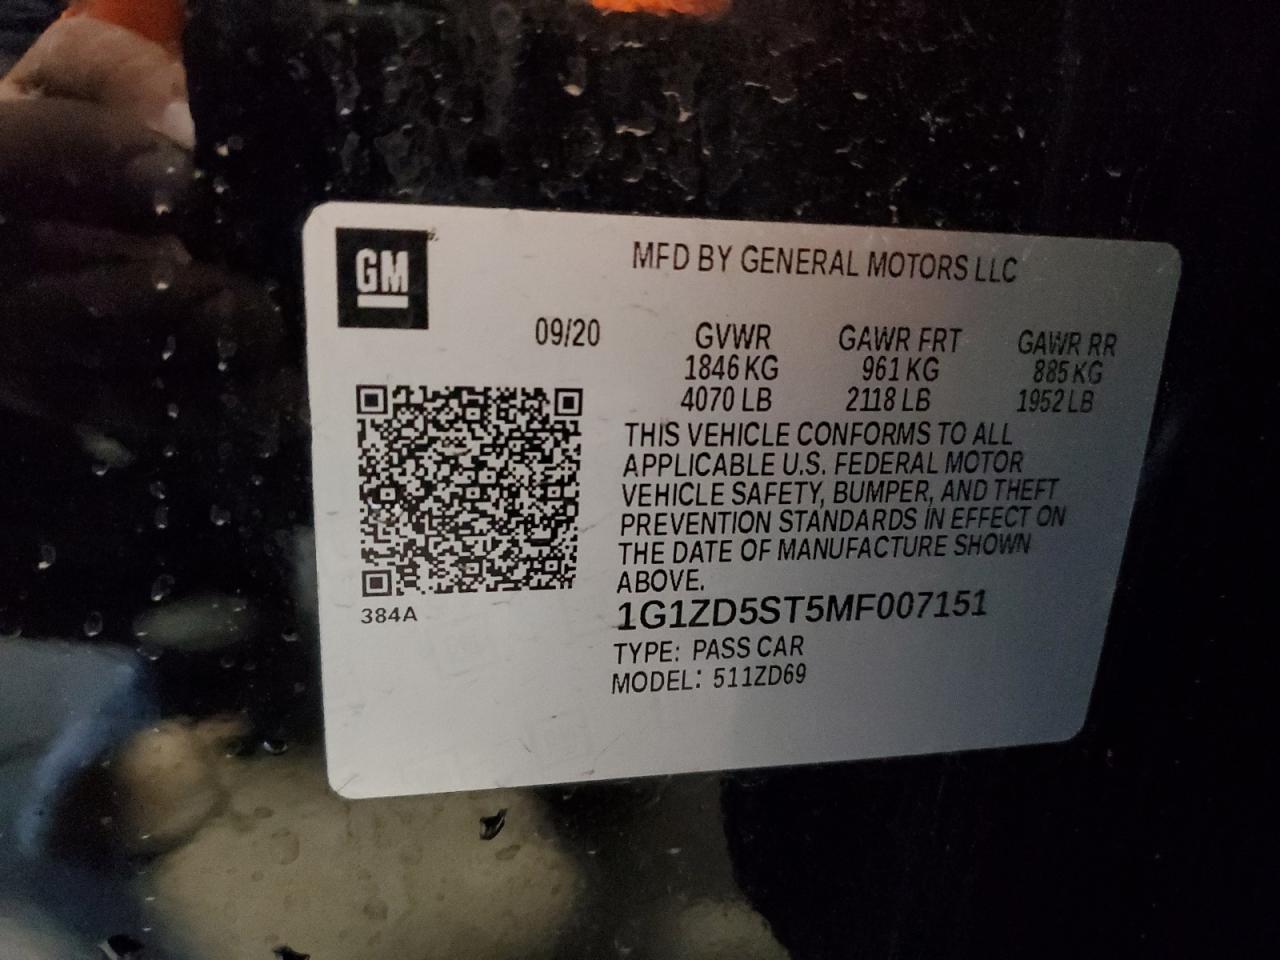 GM
MFD BY GENERAL MOTORS LLC
09/20 GVWR GAWR FRT GAWR RR
1846 KG 961 KG 885 KG
4070 LB 2118 LB 1952 LB
THIS VEHICLE CONFORMS TO ALL
APPLICABLE U.S. FEDERAL MOTOR
VEHICLE SAFETY, BUMPER, AND THEFT
PREVENTION STANDARDS IN EFFECT ON
THE DATE OF MANUFACTURE SHOWN
ABOVE.
384A
1G1ZD5ST5MF007151
TYPE: PASS CAR
MODEL: 511ZD69